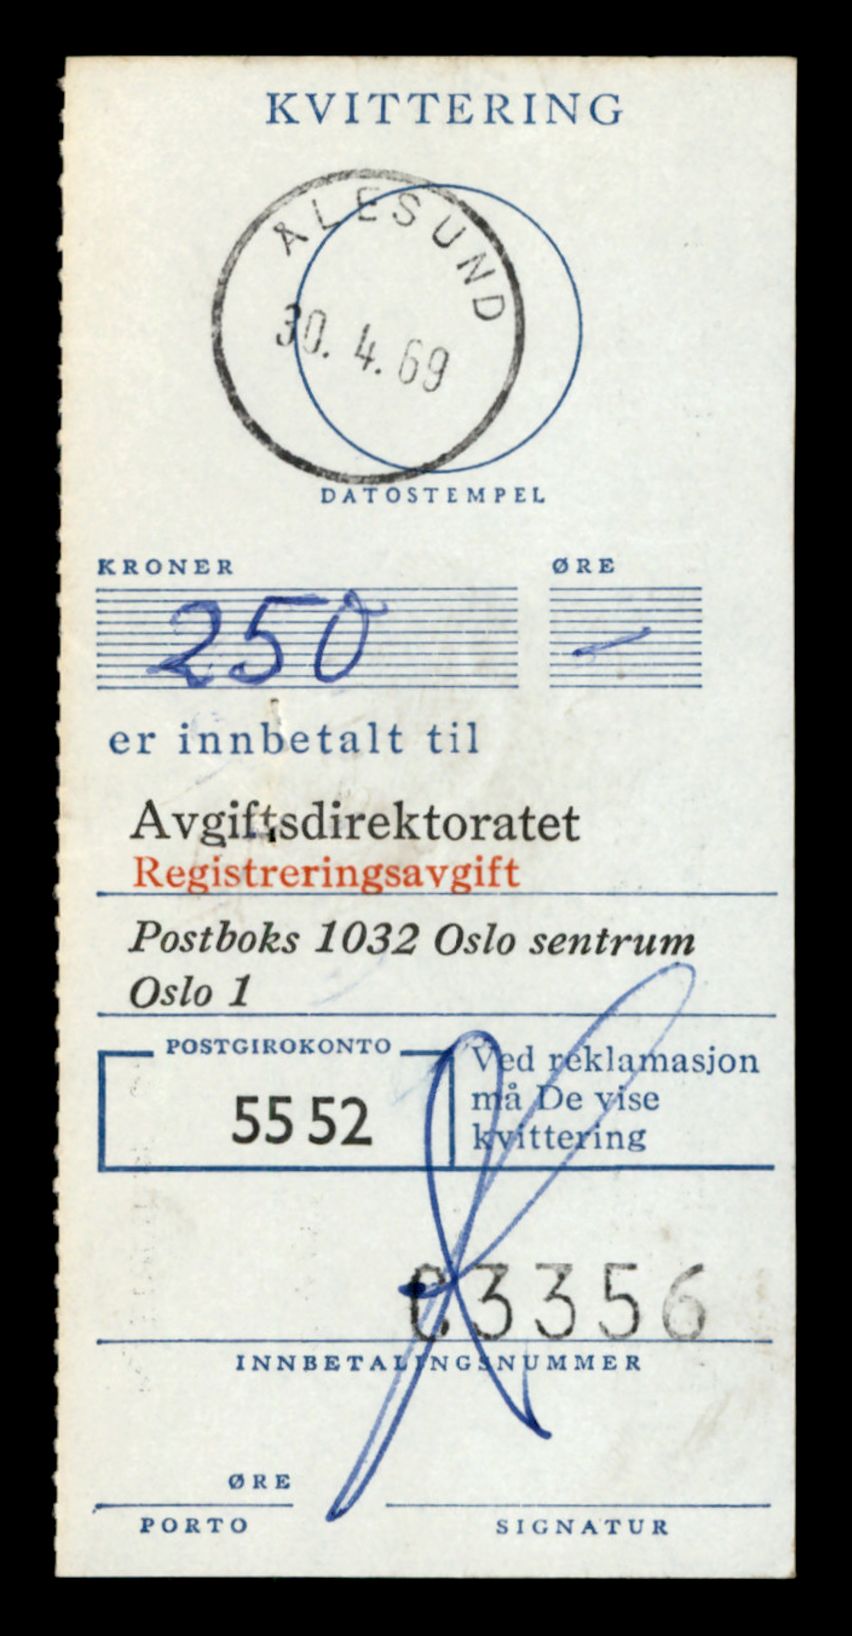 KVITTERING
ÅLESUND
30. 4. 69
DATOSTEMPEL
KRONER ØRE
250 –
er innbetalt til
Avgiftsdirektoratet
Registreringsavgift
Postboks 1032 Oslo sentrum
Oslo 1
POSTGIROKONTO
55 52
Ved reklamasjon
må De vise
kvittering
03356
INNBETALINGSNUMMER
ØRE
PORTO SIGNATUR